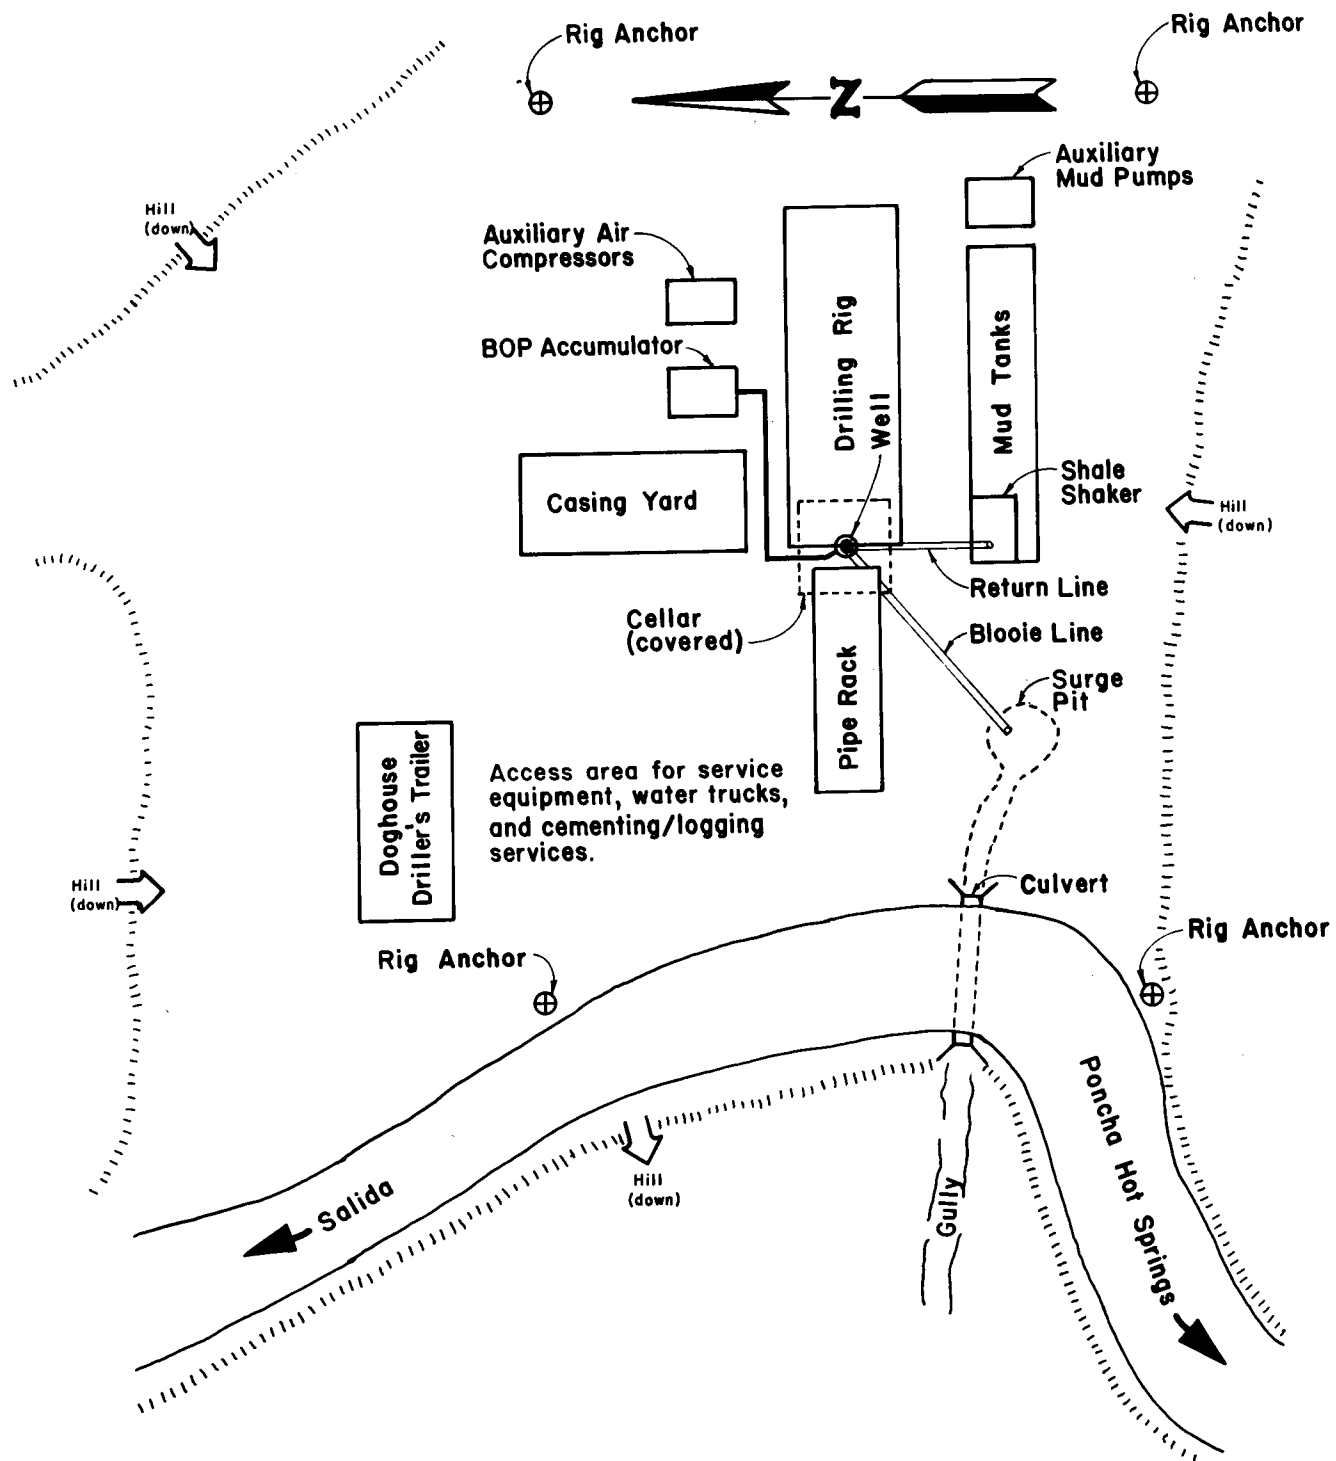 Rig Anchor
Rig Anchor
N
Auxiliary
Mud Pumps
Hill
(down)
Auxiliary Air
Compressors
BOP Accumulator
Drilling Rig
Well
Mud Tanks
Casing Yard
Shale
Shaker
Hill
(down)
Return Line
Cellar
(covered)
Blooie Line
Surge
Pit
Pipe Rack
Doghouse
Driller's Trailer
Access area for service
equipment, water trucks,
and cementing/logging
services.
Hill
(down)
Culvert
Rig Anchor
Rig Anchor
Poncha Hot Springs
Hill
(down)
Salida
Gully